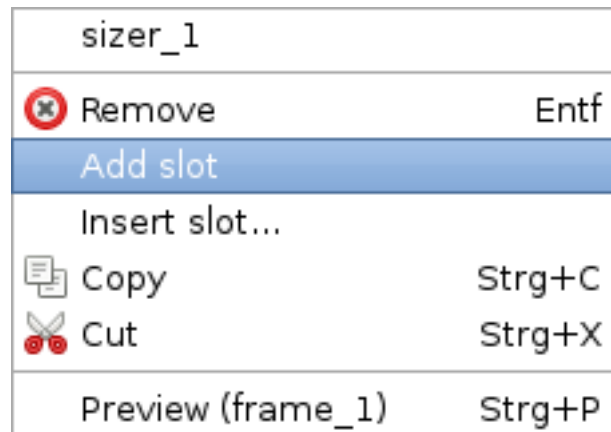 sizer_1
Remove Entf
Add slot
Insert slot...
Copy Strg+C
Cut Strg+X
Preview (frame_1) Strg+P